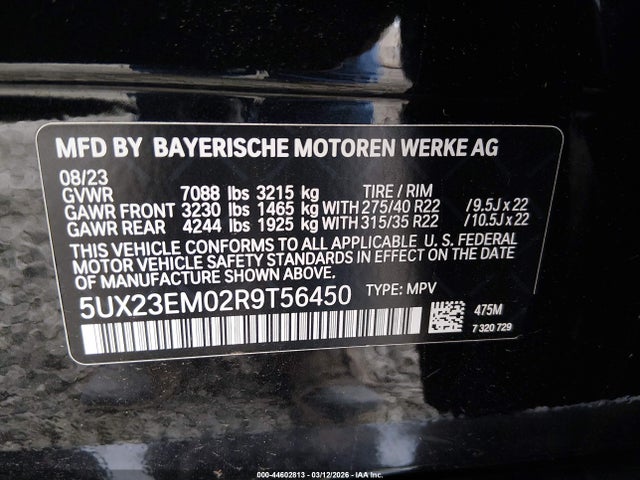 MFD BY BAYERISCHE MOTOREN WERKE AG
08/23
GVWR 7088 lbs 3215 kg TIRE / RIM
GAWR FRONT 3230 lbs 1465 kg WITH 275/40 R22 /9.5J x 22
GAWR REAR 4244 lbs 1925 kg WITH 315/35 R22 /10.5J x 22
THIS VEHICLE CONFORMS TO ALL APPLICABLE U. S. FEDERAL
MOTOR VEHICLE SAFETY STANDARDS IN EFFECT ON THE DATE
OF MANUFACTURE SHOWN ABOVE.
5UX23EM02R9T56450 TYPE: MPV
475M
7 320 729
000-44602813 - 03/12/2026 - IAA Inc.